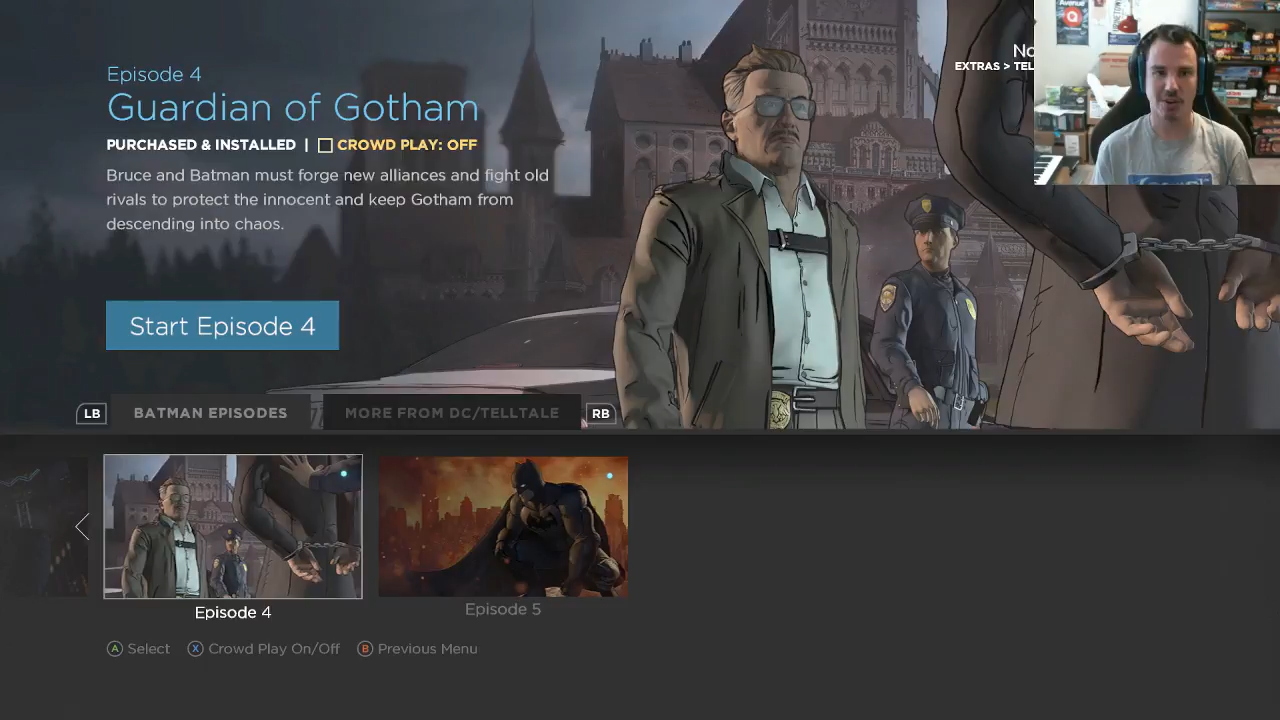 Episode 4
Guardian of Gotham
PURCHASED & INSTALLED | CROWD PLAY: OFF
Bruce and Batman must forge new alliances and fight old
rivals to protect the innocent and keep Gotham from
descending into chaos.
Start Episode 4
EXTRAS > TEL
LB BATMAN EPISODES MORE FROM DC/TELLTALE RB
Episode 4
Episode 5
A Select X Crowd Play On/Off B Previous Menu